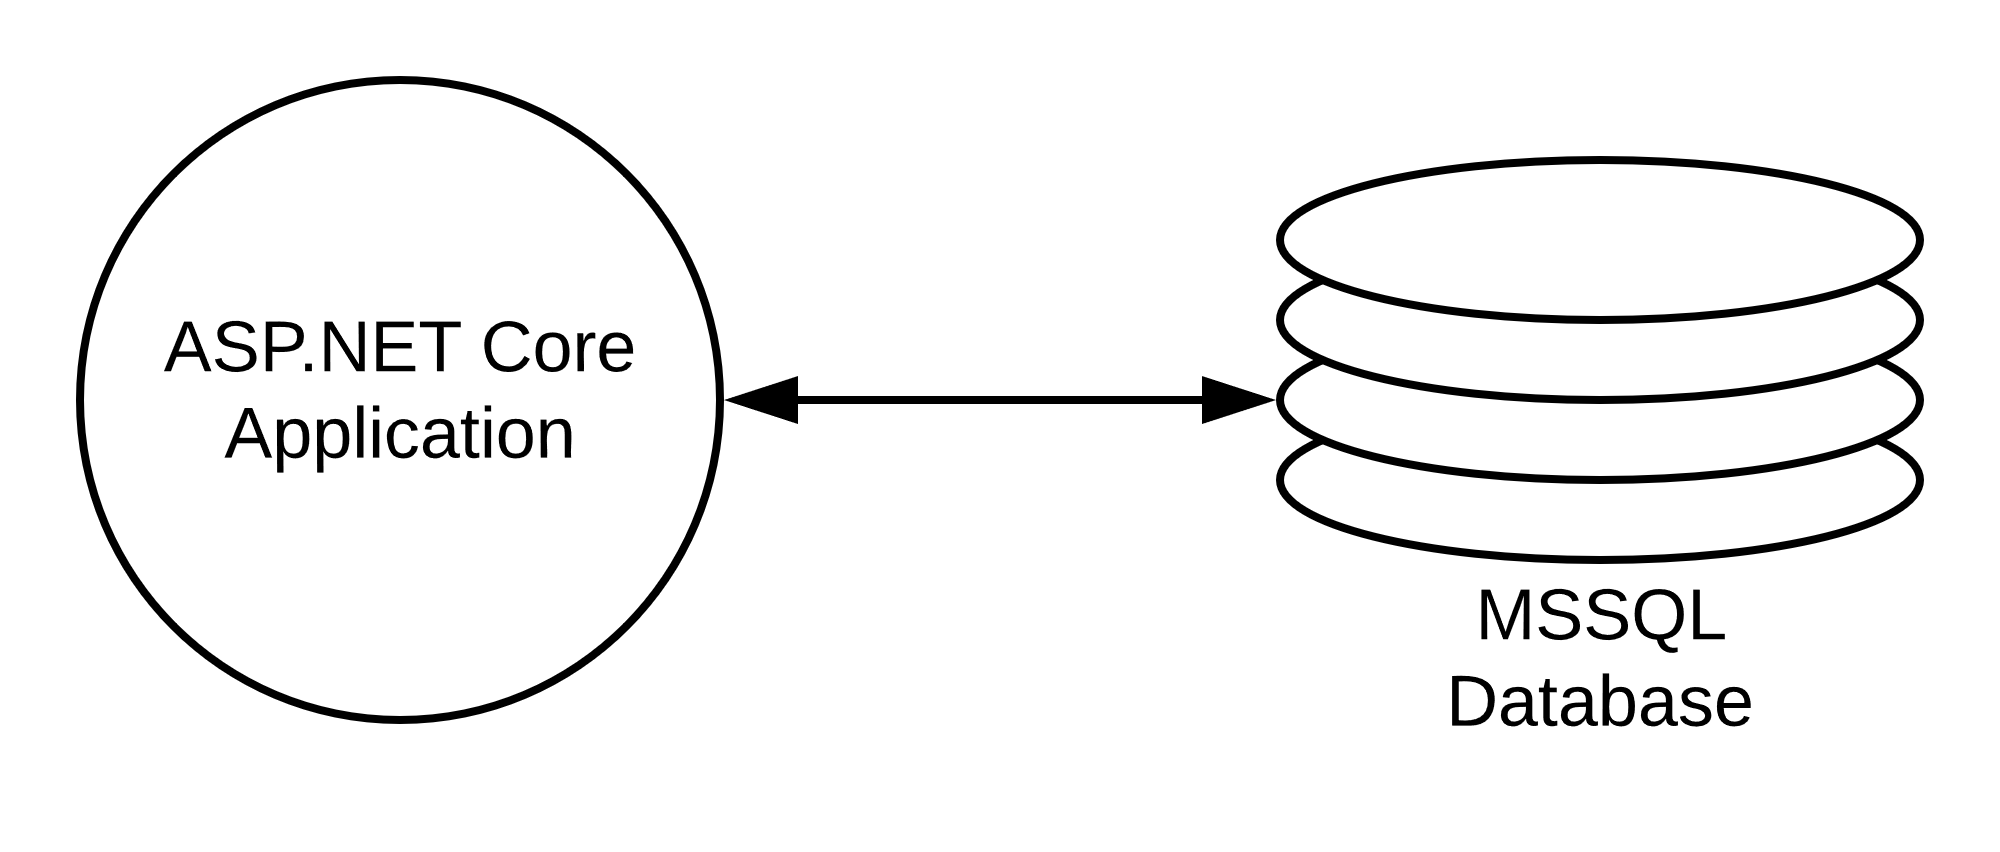 ASP.NET Core
Application
MSSQL
Database